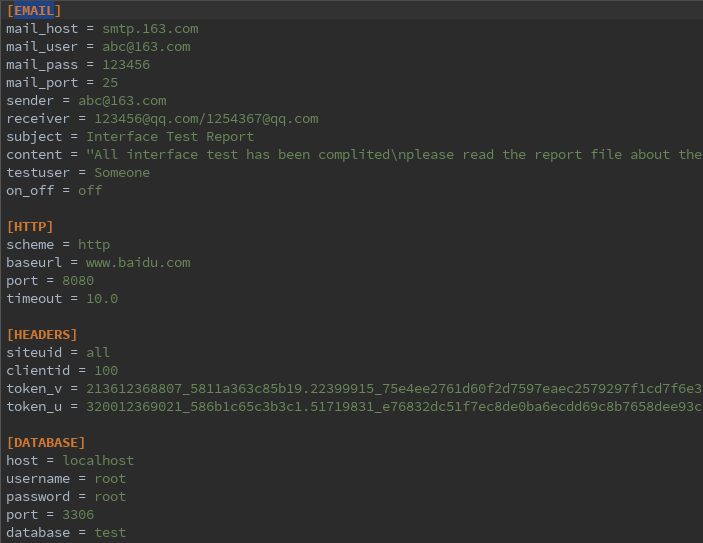 [EMAIL]
mail_host = smtp.163.com
mail_user = abc@163.com
mail_pass = 123456
mail_port = 25
sender = abc@163.com
receiver = 123456@qq.com/1254367@qq.com
subject = Interface Test Report
content = "All interface test has been complited\nplease read the report file about the
testuser = Someone
on_off = off
[HTTP]
scheme = http
baseurl = www.baidu.com
port = 8080
timeout = 10.0
[HEADERS]
siteuid = all
clientid = 100
token_v = 213612368807_5811a363c85b19.22399915_75e4ee2761d60f2d7597eaec2579297f1cd7f6e3
token_u = 320012369021_586b1c65c3b3c1.51719831_e76832dc51f7ec8de0ba6ecdd69c8b7658dee93c
[DATABASE]
host = localhost
username = root
password = root
port = 3306
database = test